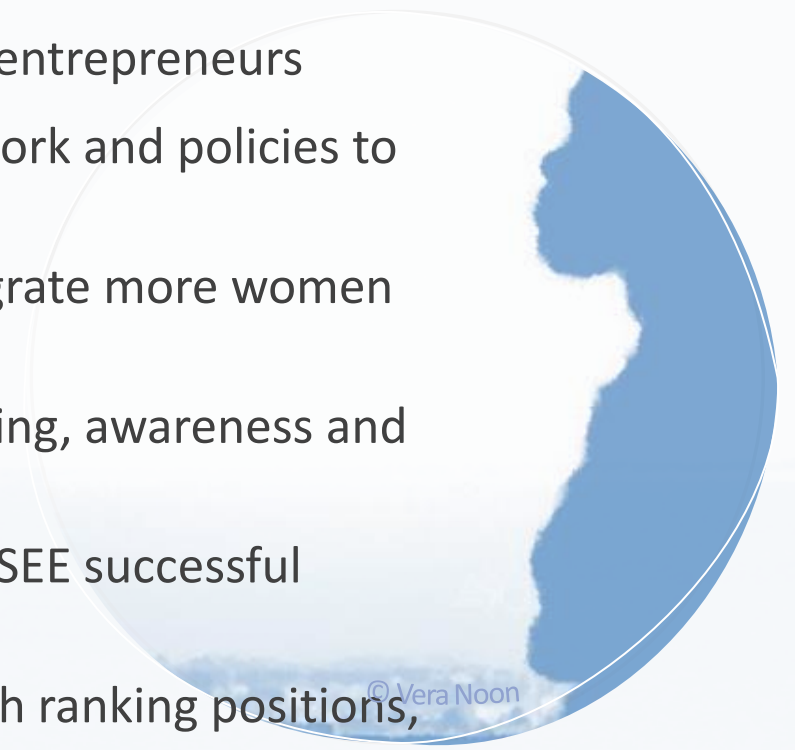 entrepreneurs
ork and policies to
grate more women
ing, awareness and
SEE successful
h ranking positions,
© Vera Noon